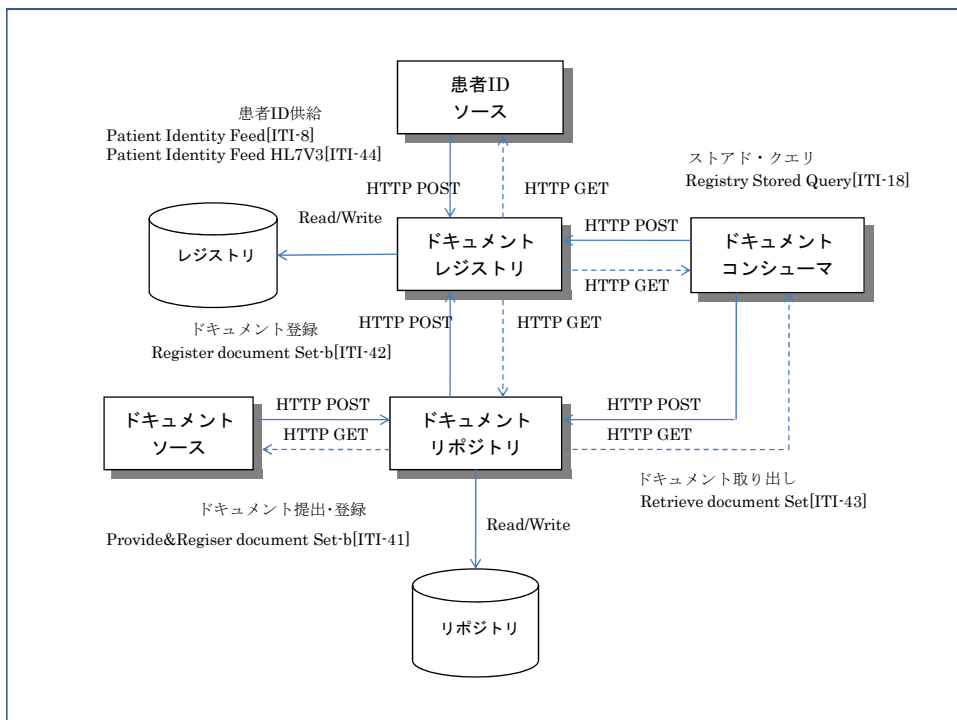 患者ID
ソース
患者ID供給
Patient Identity Feed[ITI-8]
Patient Identity Feed HL7V3[ITI-44]
ストアド・クエリ
Registry Stored Query[ITI-18]
HTTP POST
HTTP GET
Read/Write
HTTP POST
レジストリ
ドキュメント
レジストリ
ドキュメント
コンシューマ
HTTP GET
ドキュメント登録
HTTP POST
HTTP GET
Register document Set-b[ITI-42]
HTTP POST
HTTP POST
ドキュメント
ソース
HTTP GET
ドキュメント
リポジトリ
HTTP GET
ドキュメント取り出し
Retrieve document Set[ITI-43]
ドキュメント提出・登録
Provide&Regiser document Set-b[ITI-41]
Read/Write
リポジトリ